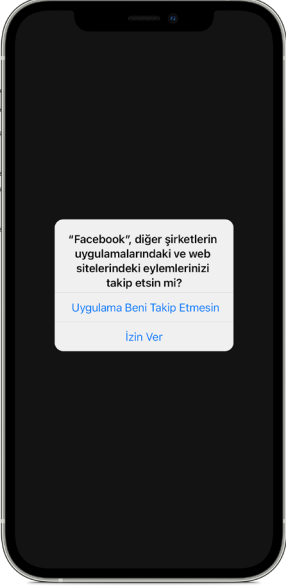 “Facebook”, diğer şirketlerin
uygulamalarındaki ve web
sitelerindeki eylemlerinizi
takip etsin mi?
Uygulama Beni Takip Etmesin
İzin Ver